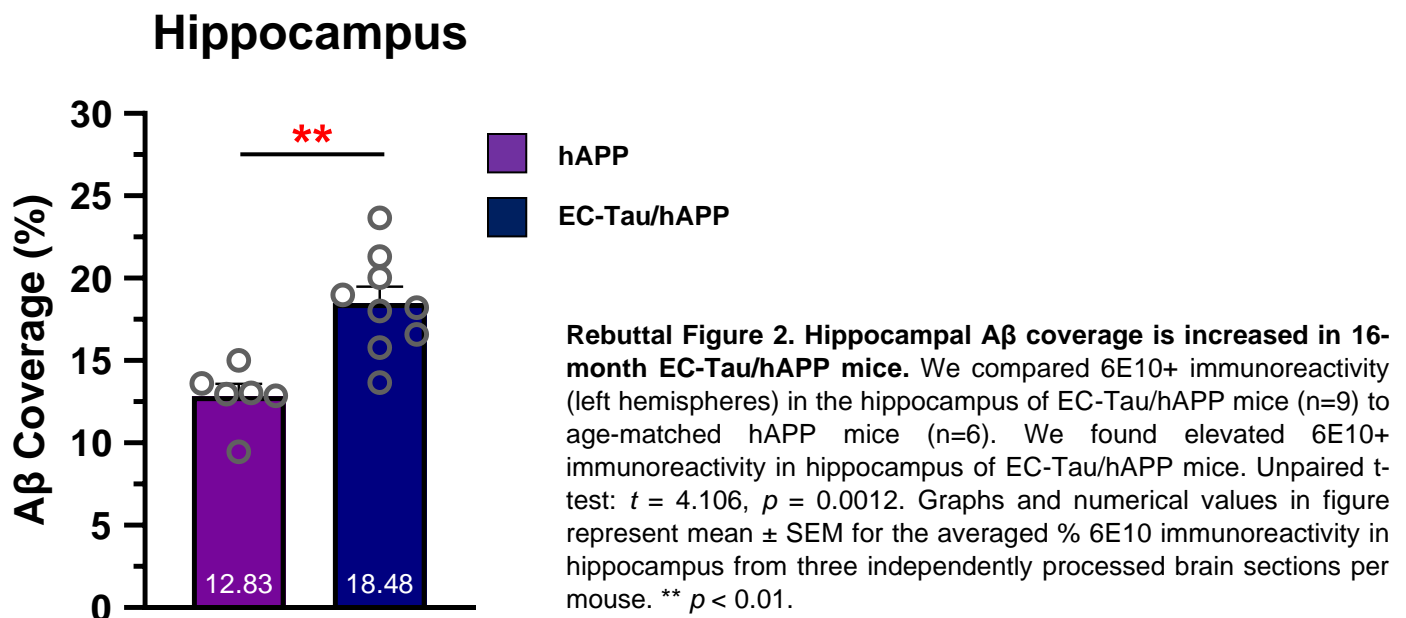 Hippocampus
30
25
20
15
10
5
0
Aβ Coverage (%)
**
12.83
18.48
hAPP
EC-Tau/hAPP
Rebuttal Figure 2. Hippocampal Aβ coverage is increased in 16-
month EC-Tau/hAPP mice. We compared 6E10+ immunoreactivity
(left hemispheres) in the hippocampus of EC-Tau/hAPP mice (n=9) to
age-matched hAPP mice (n=6). We found elevated 6E10+
immunoreactivity in hippocampus of EC-Tau/hAPP mice. Unpaired t-
test: t = 4.106, p = 0.0012. Graphs and numerical values in figure
represent mean ± SEM for the averaged % 6E10 immunoreactivity in
hippocampus from three independently processed brain sections per
mouse. ** p < 0.01.